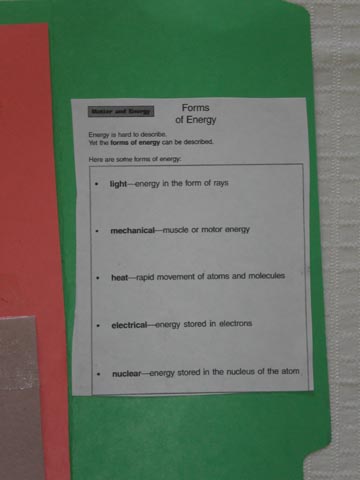 Matter and Energy
Forms
of Energy
Energy is hard to describe.
Yet the forms of energy can be described.
Here are some forms of energy:
• light—energy in the form of rays
• mechanical—muscle or motor energy
• heat—rapid movement of atoms and molecules
• electrical—energy stored in electrons
• nuclear—energy stored in the nucleus of the atom